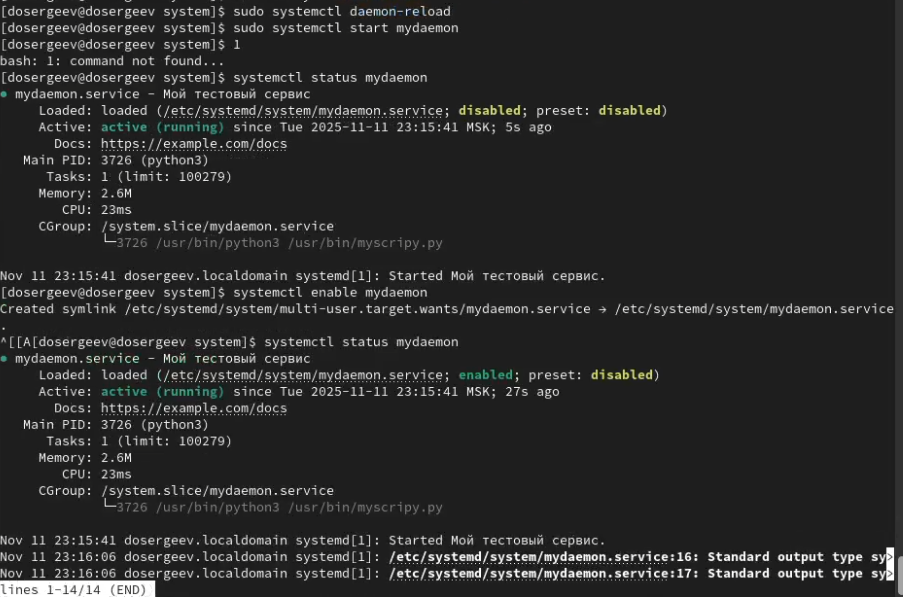 [dosergeev@dosergeev system]$ sudo systemctl daemon-reload
[dosergeev@dosergeev system]$ sudo systemctl start mydaemon
[dosergeev@dosergeev system]$ 1
bash: 1: command not found...
[dosergeev@dosergeev system]$ systemctl status mydaemon
● mydaemon.service - Мой тестовый сервис
Loaded: loaded (/etc/systemd/system/mydaemon.service; disabled; preset: disabled)
Active: active (running) since Tue 2025-11-11 23:15:41 MSK; 5s ago
Docs: https://example.com/docs
Main PID: 3726 (python3)
Tasks: 1 (limit: 100279)
Memory: 2.6M
CPU: 23ms
CGroup: /system.slice/mydaemon.service
└─3726 /usr/bin/python3 /usr/bin/myscripy.py
Nov 11 23:15:41 dosergeev.localdomain systemd[1]: Started Мой тестовый сервис.
[dosergeev@dosergeev system]$ systemctl enable mydaemon
Created symlink /etc/systemd/system/multi-user.target.wants/mydaemon.service → /etc/systemd/system/mydaemon.service
.
^[[A[dosergeev@dosergeev system]$ systemctl status mydaemon
● mydaemon.service - Мой тестовый сервис
Loaded: loaded (/etc/systemd/system/mydaemon.service; enabled; preset: disabled)
Active: active (running) since Tue 2025-11-11 23:15:41 MSK; 27s ago
Docs: https://example.com/docs
Main PID: 3726 (python3)
Tasks: 1 (limit: 100279)
Memory: 2.6M
CPU: 23ms
CGroup: /system.slice/mydaemon.service
└─3726 /usr/bin/python3 /usr/bin/myscripy.py
Nov 11 23:15:41 dosergeev.localdomain systemd[1]: Started Мой тестовый сервис.
Nov 11 23:16:06 dosergeev.localdomain systemd[1]: /etc/systemd/system/mydaemon.service:16: Standard output type sy>
Nov 11 23:16:06 dosergeev.localdomain systemd[1]: /etc/systemd/system/mydaemon.service:17: Standard output type sy>
lines 1-14/14 (END)